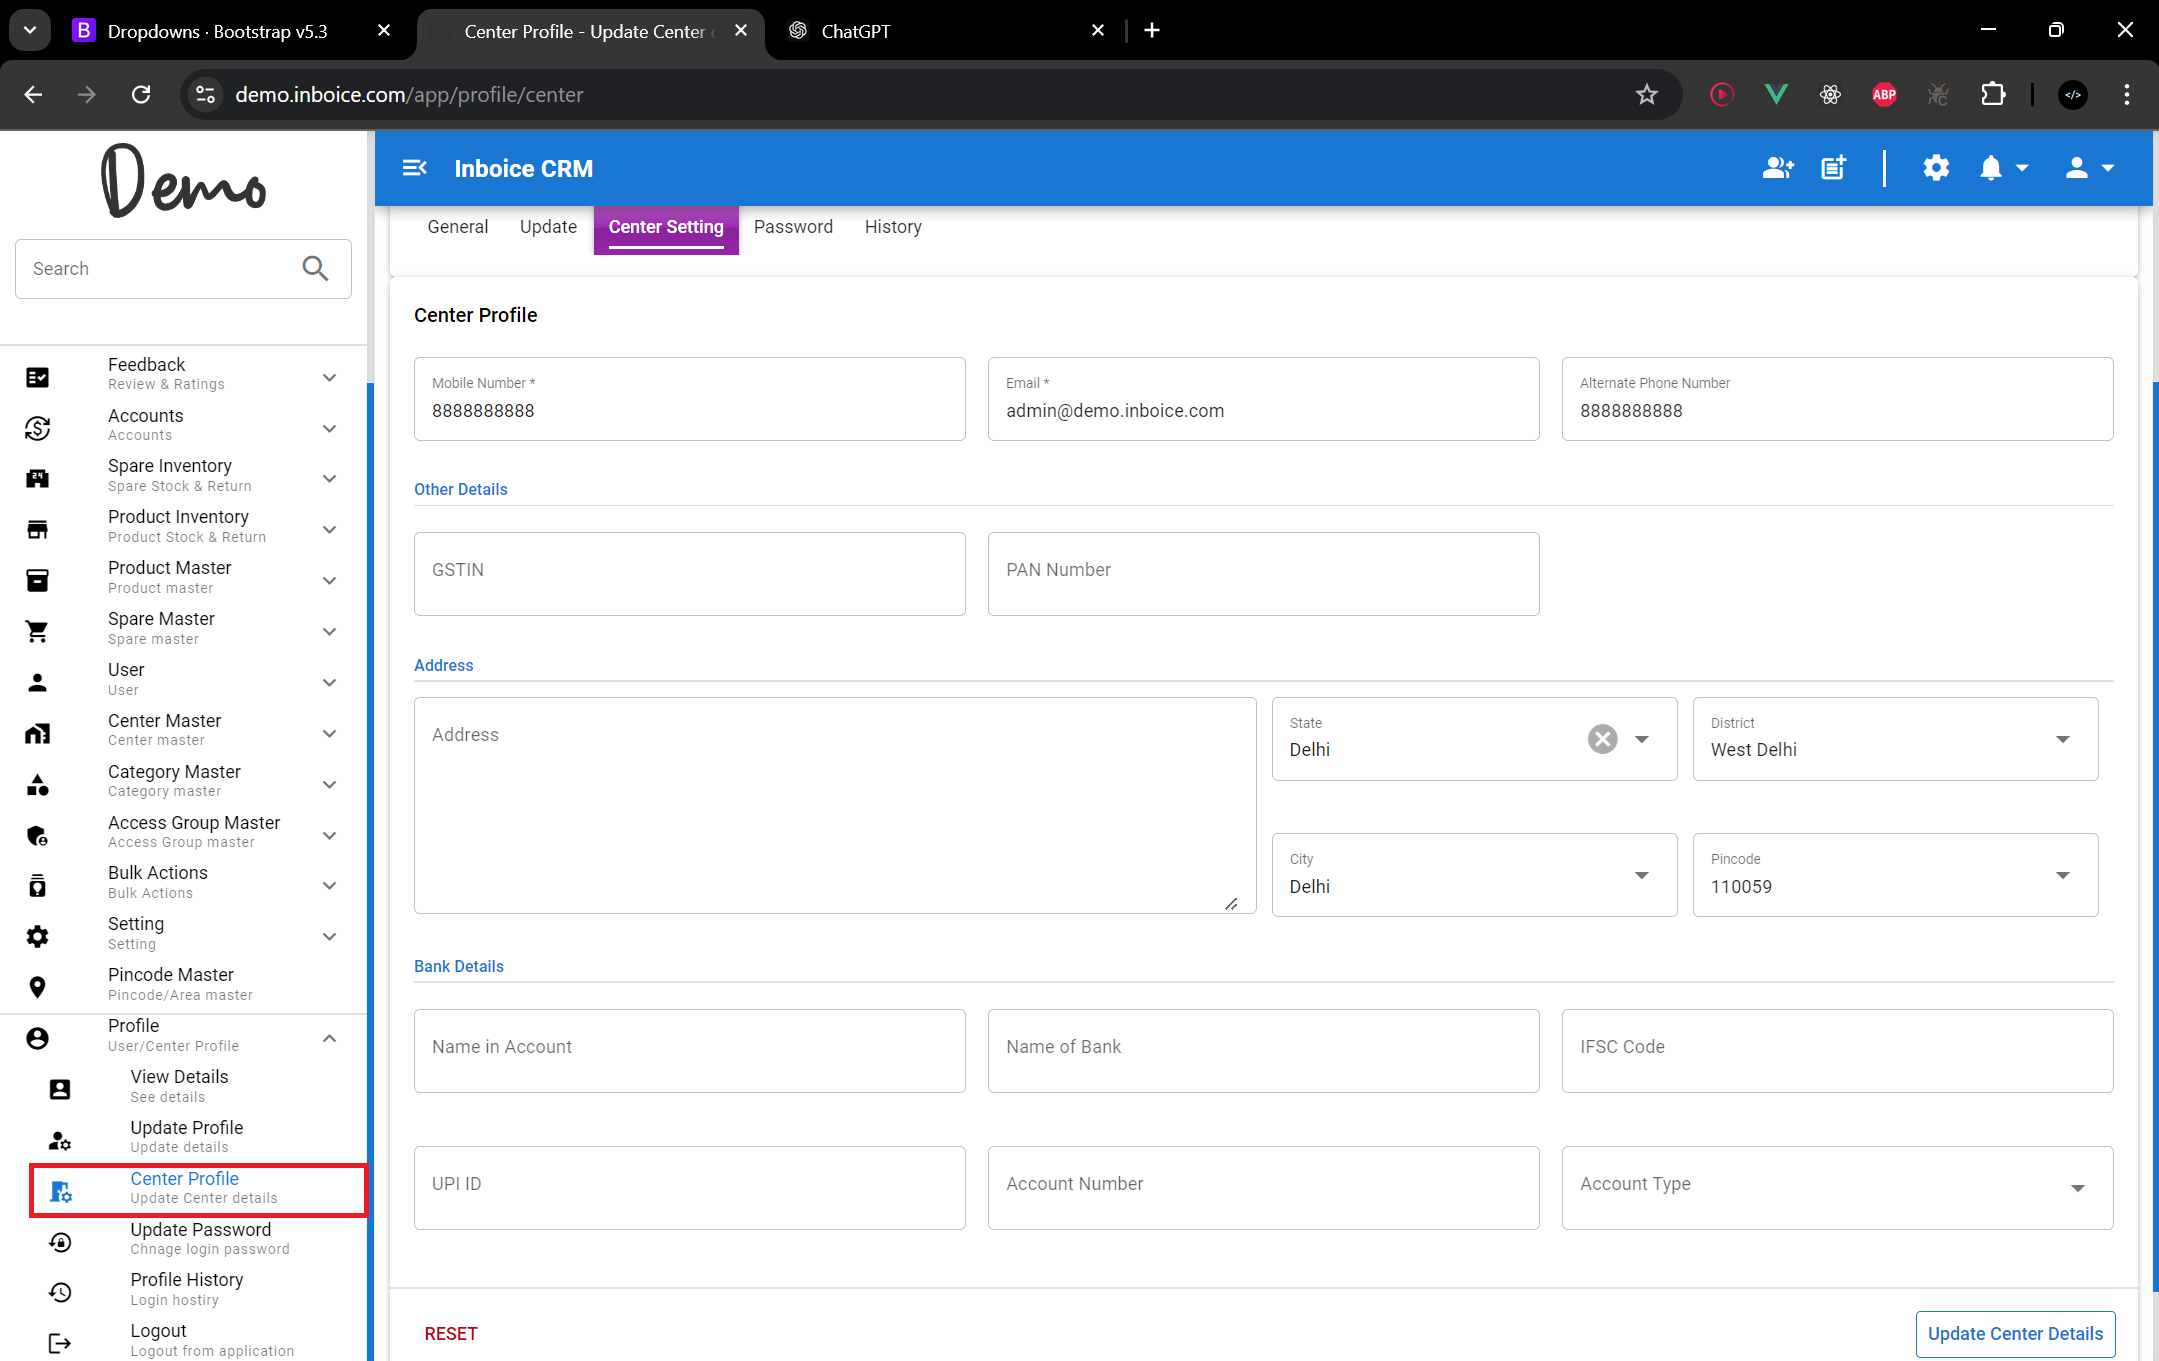 Dropdowns · Bootstrap v5.3
Center Profile - Update Center
ChatGPT
demo.inboice.com/app/profile/center
ABP
Demo
Inboice CRM
Search
General
Update
Center Setting
Password
History
Feedback
Review & Ratings
Accounts
Accounts
Spare Inventory
Spare Stock & Return
Product Inventory
Product Stock & Return
Product Master
Product master
Spare Master
Spare master
User
User
Center Master
Center master
Category Master
Category master
Access Group Master
Access Group master
Bulk Actions
Bulk Actions
Setting
Setting
Pincode Master
Pincode/Area master
Profile
User/Center Profile
View Details
See details
Update Profile
Update details
Center Profile
Update Center details
Update Password
Chnage login password
Profile History
Login hostiry
Logout
Logout from application
Center Profile
Mobile Number *
8888888888
Email *
admin@demo.inboice.com
Alternate Phone Number
8888888888
Other Details
GSTIN
PAN Number
Address
Address
State
Delhi
District
West Delhi
City
Delhi
Pincode
110059
Bank Details
Name in Account
Name of Bank
IFSC Code
UPI ID
Account Number
Account Type
RESET
Update Center Details